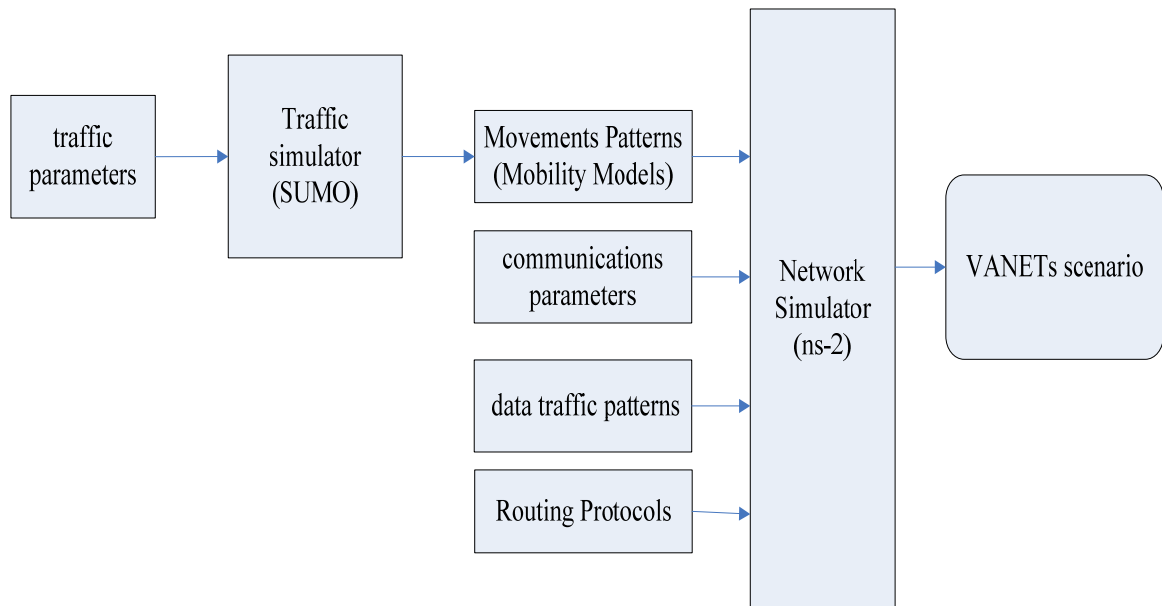 traffic
parameters
Traffic
simulator
(SUMO)
Movements Patterns
(Mobility Models)
communications
parameters
data traffic patterns
Routing Protocols
Network
Simulator
(ns-2)
VANETs scenario